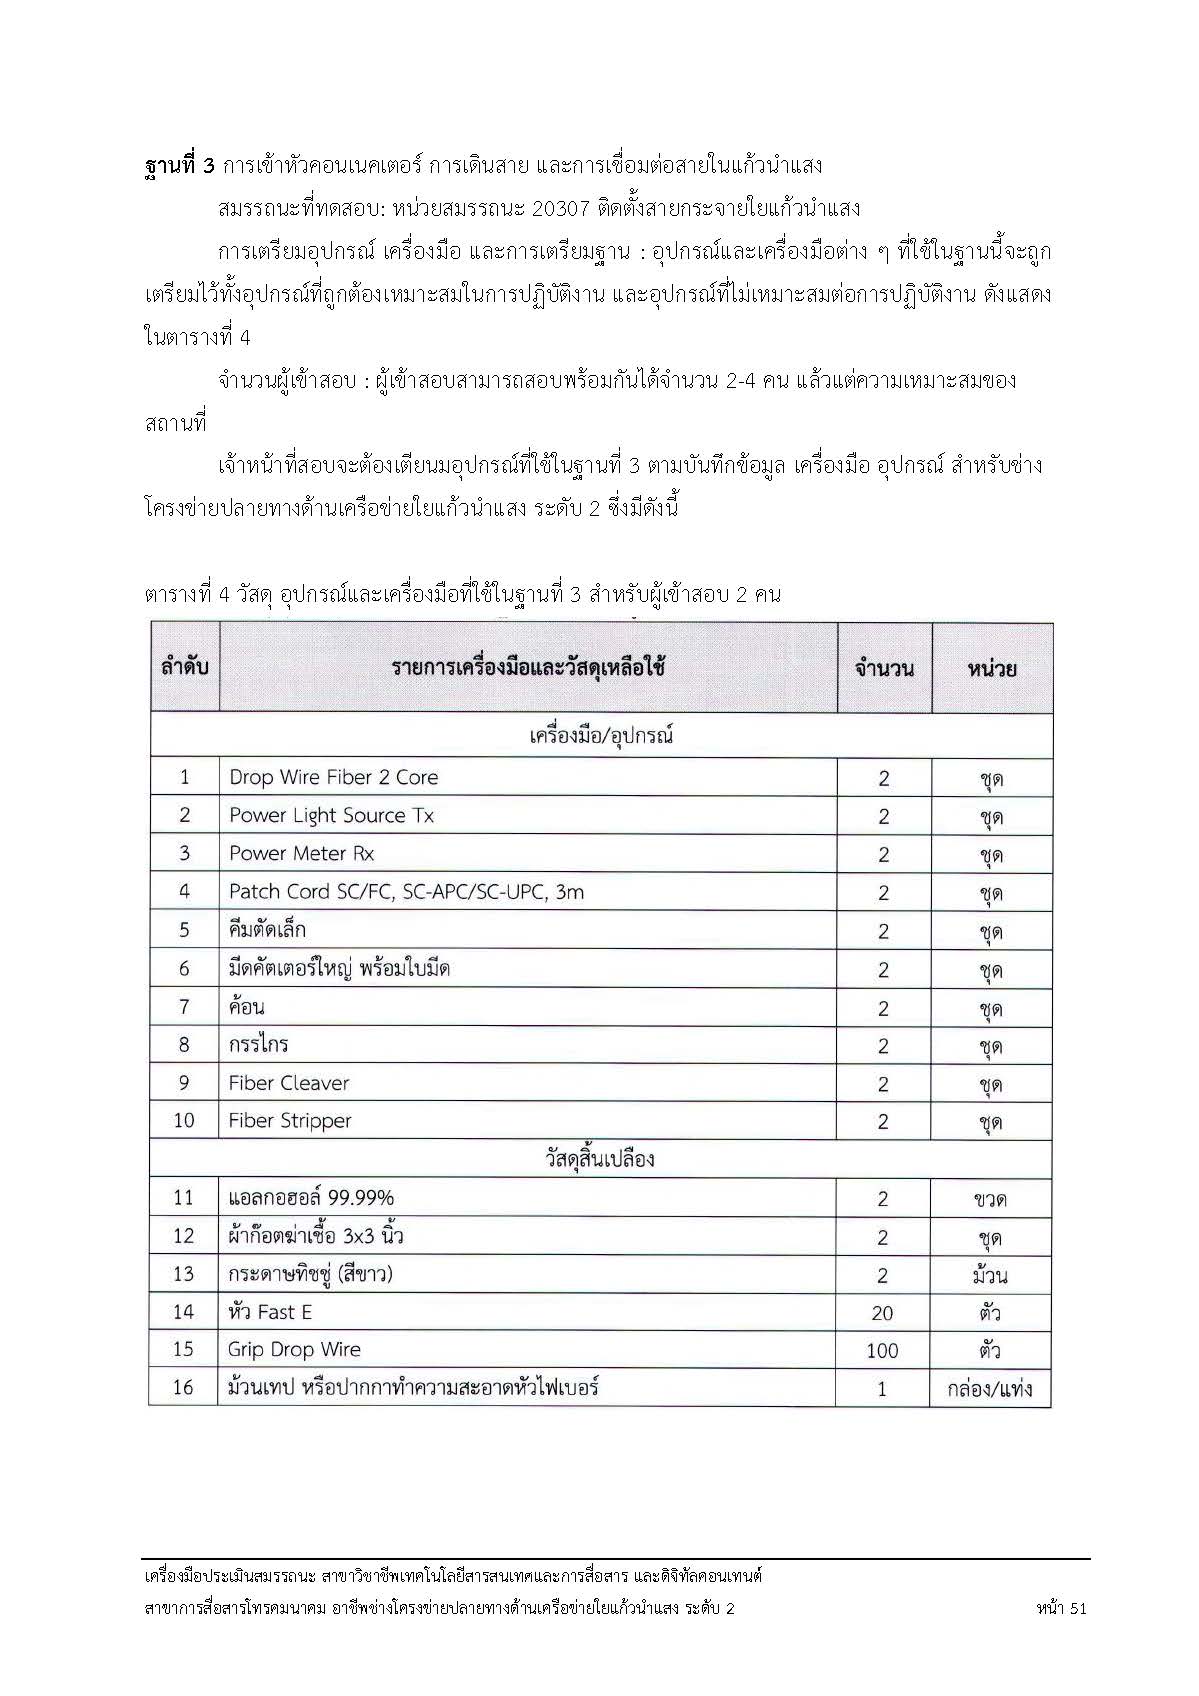 ฐานที่ 3 การเข้าหัวคอนเนคเตอร์ การเดินสาย และการเชื่อมต่อสายในแก้วนำแสง
สมรรถนะที่ทดสอบ: หน่วยสมรรถนะ 20307 ติดตั้งสายกระจายใยแก้วนำแสง
การเตรียมอุปกรณ์ เครื่องมือ และการเตรียมฐาน : อุปกรณ์และเครื่องมือต่าง ๆ ที่ใช้ในฐานนี้จะถูก
เตรียมไว้ทั้งอุปกรณ์ที่ถูกต้องเหมาะสมในการปฏิบัติงาน และอุปกรณ์ที่ไม่เหมาะสมต่อการปฏิบัติงาน ดังแสดง
ในตารางที่ 4
จำนวนผู้เข้าสอบ : ผู้เข้าสอบสามารถสอบพร้อมกันได้จำนวน 2-4 คน แล้วแต่ความเหมาะสมของ
สถานที่
เจ้าหน้าที่สอบจะต้องเตียนมอุปกรณ์ที่ใช้ในฐานที่ 3 ตามบันทึกข้อมูล เครื่องมือ อุปกรณ์ สำหรับช่าง
โครงข่ายปลายทางด้านเครือข่ายใยแก้วนำแสง ระดับ 2 ซึ่งมีดังนี้
ตารางที่ 4 วัสดุ อุปกรณ์และเครื่องมือที่ใช้ในฐานที่ 3 สำหรับผู้เข้าสอบ 2 คน
ลำดับ รายการเครื่องมือและวัสดุเหลือใช้ จำนวน หน่วย
เครื่องมือ/อุปกรณ์
1 Drop Wire Fiber 2 Core 2 ชุด
2 Power Light Source Tx 2 ชุด
3 Power Meter Rx 2 ชุด
4 Patch Cord SC/FC, SC-APC/SC-UPC, 3m 2 ชุด
5 คีมตัดเล็ก 2 ชุด
6 มีดคัตเตอร์ใหญ่ พร้อมใบมีด 2 ชุด
7 ค้อน 2 ชุด
8 กรรไกร 2 ชุด
9 Fiber Cleaver 2 ชุด
10 Fiber Stripper 2 ชุด
วัสดุสิ้นเปลือง
11 แอลกอฮอล์ 99.99% 2 ขวด
12 ผ้าก๊อตฆ่าเชื้อ 3x3 นิ้ว 2 ชุด
13 กระดาษทิชชู่ (สีขาว) 2 ม้วน
14 หัว Fast E 20 ตัว
15 Grip Drop Wire 100 ตัว
16 ม้วนเทป หรือปากกาทำความสะอาดหัวไฟเบอร์ 1 กล่อง/แท่ง
เครื่องมือประเมินสมรรถนะ สาขาวิชาชีพเทคโนโลยีสารสนเทศและการสื่อสาร และดิจิทัลคอนเทนต์
สาขาการสื่อสารโทรคมนาคม อาชีพช่างโครงข่ายปลายทางด้านเครือข่ายใยแก้วนำแสง ระดับ 2 หน้า 51